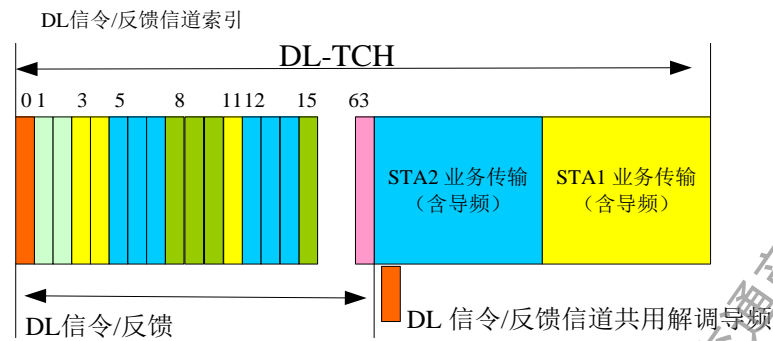 DL信令/反馈信道索引
DL-TCH
0 1 3 5 8 11 12 15 63
STA2 业务传输
（含导频）
STA1 业务传输
（含导频）
DL信令/反馈
DL 信令/反馈信道共用解调导频